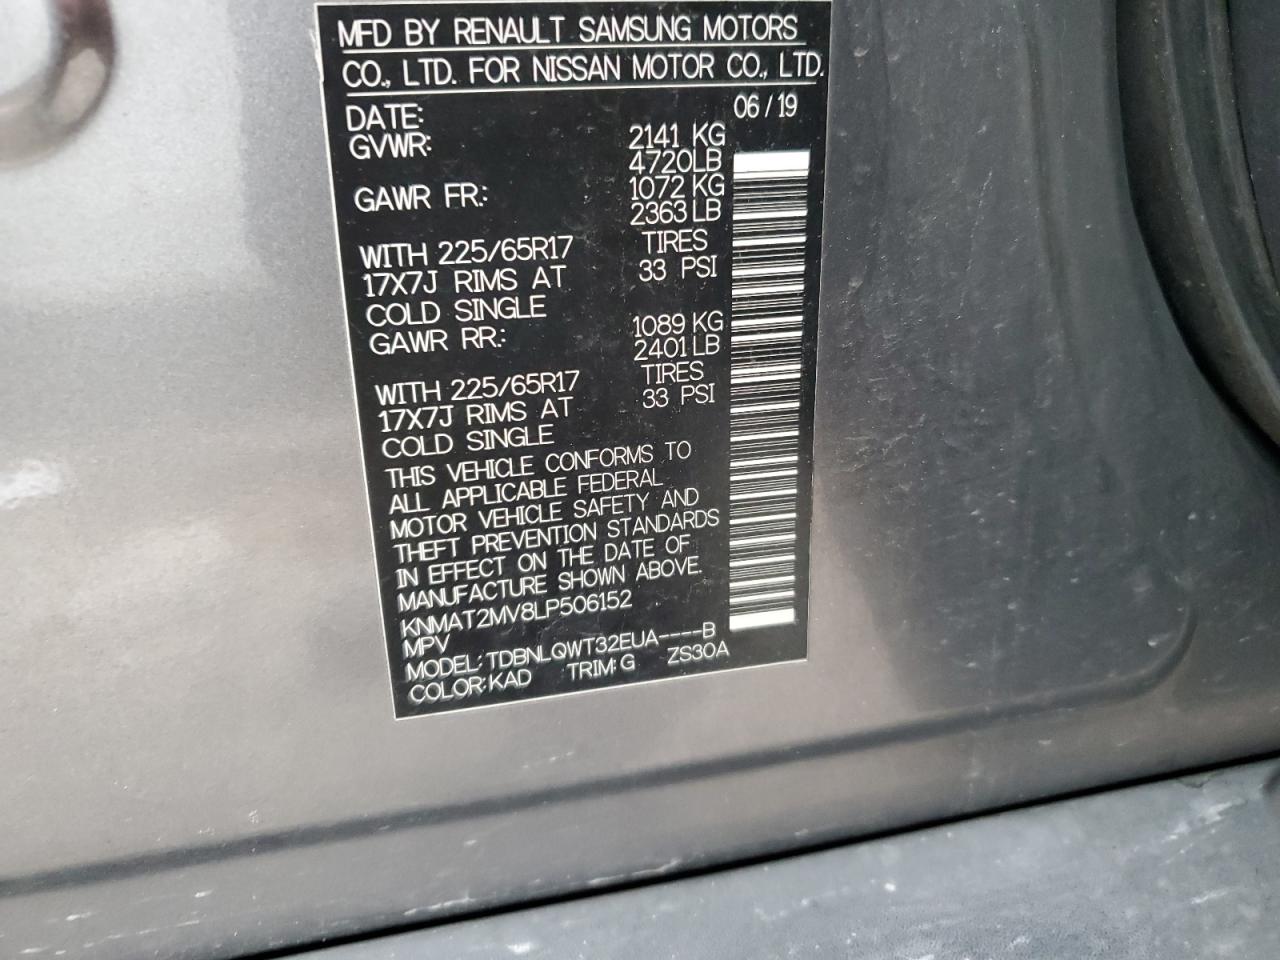 MFD BY RENAULT SAMSUNG MOTORS
CO., LTD. FOR NISSAN MOTOR CO., LTD.
DATE: 06 / 19
GVWR: 2141 KG
4720LB
GAWR FR: 1072 KG
2363 LB
WITH 225/65R17 TIRES
17X7J RIMS AT 33 PSI
COLD SINGLE
GAWR RR: 1089 KG
2401 LB
WITH 225/65R17 TIRES
17X7J RIMS AT 33 PSI
COLD SINGLE
THIS VEHICLE CONFORMS TO
ALL APPLICABLE FEDERAL
MOTOR VEHICLE SAFETY AND
THEFT PREVENTION STANDARDS
IN EFFECT ON THE DATE OF
MANUFACTURE SHOWN ABOVE.
KNMAT2MV8LP506152
MPV
MODEL: TDBNLQWT32EUA----B
COLOR: KAD TRIM: G ZS30A